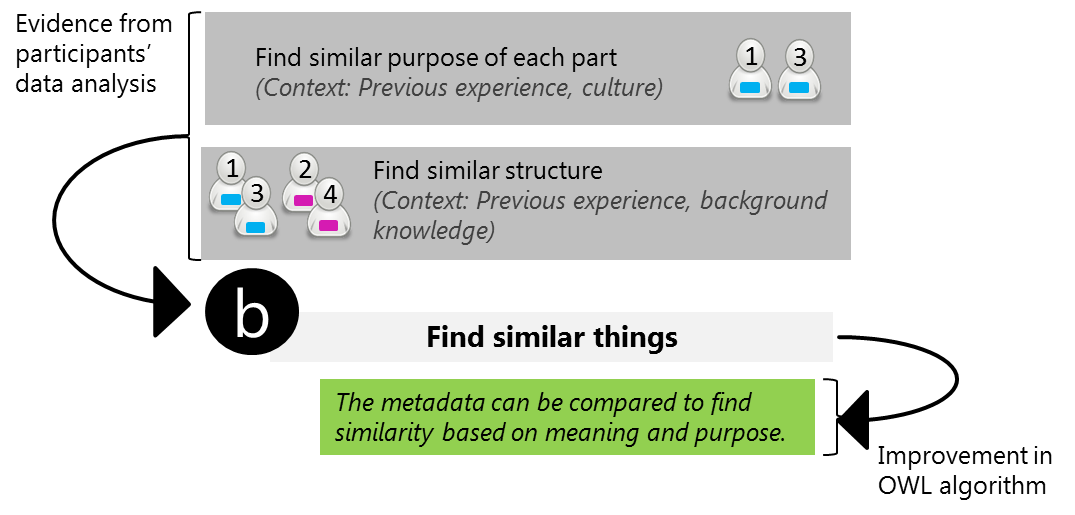 Evidence from
participants’
data analysis
Find similar purpose of each part
(Context: Previous experience, culture)
1
3
1
3
2
4
Find similar structure
(Context: Previous experience, background
knowledge)
b
Find similar things
The metadata can be compared to find
similarity based on meaning and purpose.
Improvement in
OWL algorithm